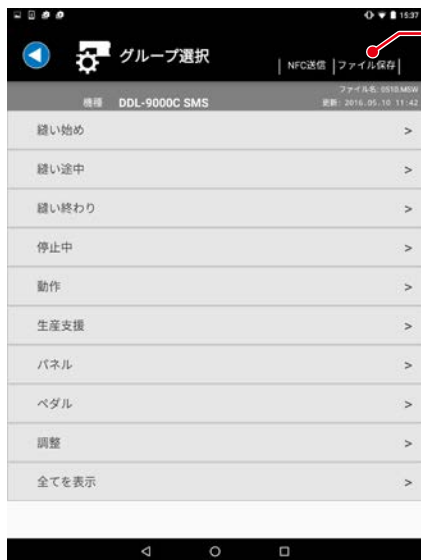 15:37
グループ選択
NFC送信
ファイル保存
ファイル名: 0510.MSW
機種 DDL-9000C SMS
更新: 2016.05.10 11:42
縫い始め >
縫い途中 >
縫い終わり >
停止中 >
動作 >
生産支援 >
パネル >
ペダル >
調整 >
全てを表示 >